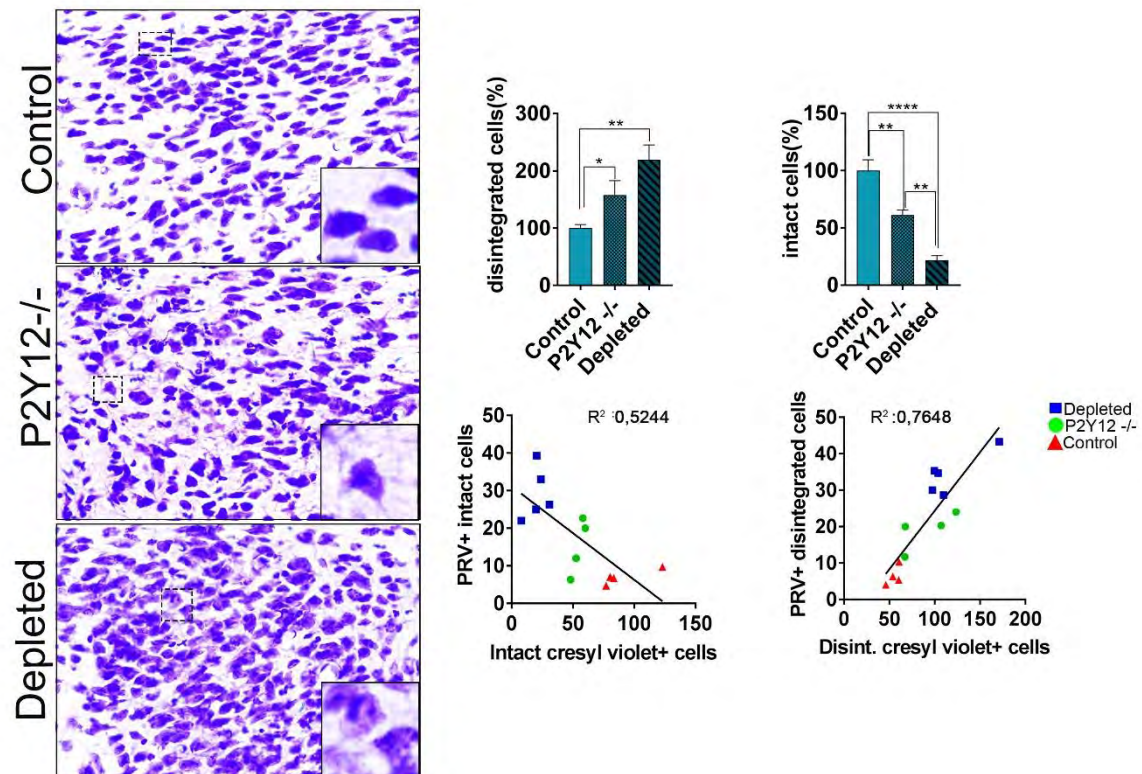 Control
P2Y12-/-
Depleted
disintegrated cells(%)
300
200
100
0
**
*
Control
P2Y12 -/-
Depleted
intact cells(%)
150
100
50
0
****
**
**
Control
P2Y12 -/-
Depleted
R² :0,5244
PRV+ intact cells
50
40
30
20
10
0
0
50
100
150
Intact cresyl violet+ cells
R² :0,7648
PRV+ disintegrated cells
50
40
30
20
10
0
0
50
100
150
200
Disint. cresyl violet+ cells
Depleted
P2Y12 -/-
Control